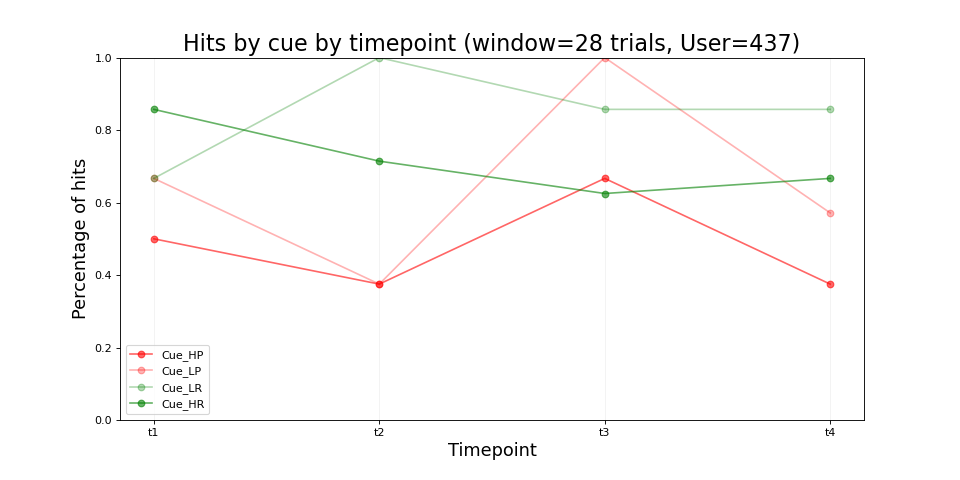 Hits by cue by timepoint (window=28 trials, User=437)
Percentage of hits
1.0
0.8
0.6
0.4
0.2
0.0
Cue_HP
Cue_LP
Cue_LR
Cue_HR
t1 t2 t3 t4
Timepoint